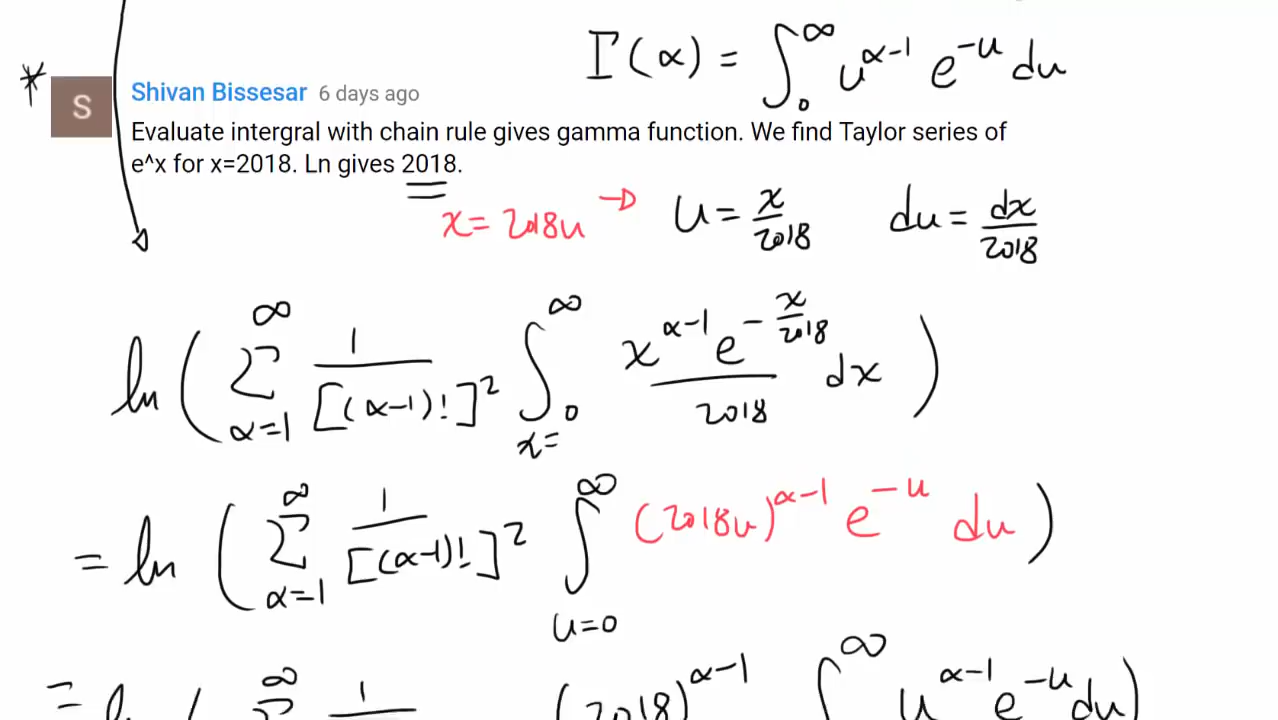 Γ(α) = ∫₀^∞ u^(α-1) e^(-u) du
*
S
Shivan Bissesar 6 days ago
Evaluate intergral with chain rule gives gamma function. We find Taylor series of
e^x for x=2018. Ln gives 2018.
x = 2018u → u = x/2018 du = dx/2018
ln( ∑_(α=1)^∞ 1/[(α-1)!]² ∫_(x=0)^∞ x^(α-1) e^(-x/2018)/2018 dx )
= ln( ∑_(α=1)^∞ 1/[(α-1)!]² ∫_(u=0)^∞ (2018u)^(α-1) e^(-u) du )
= ln( ∑^∞ 1 (2018)^(α-1) ∫^∞ u^(α-1) e^(-u) du )